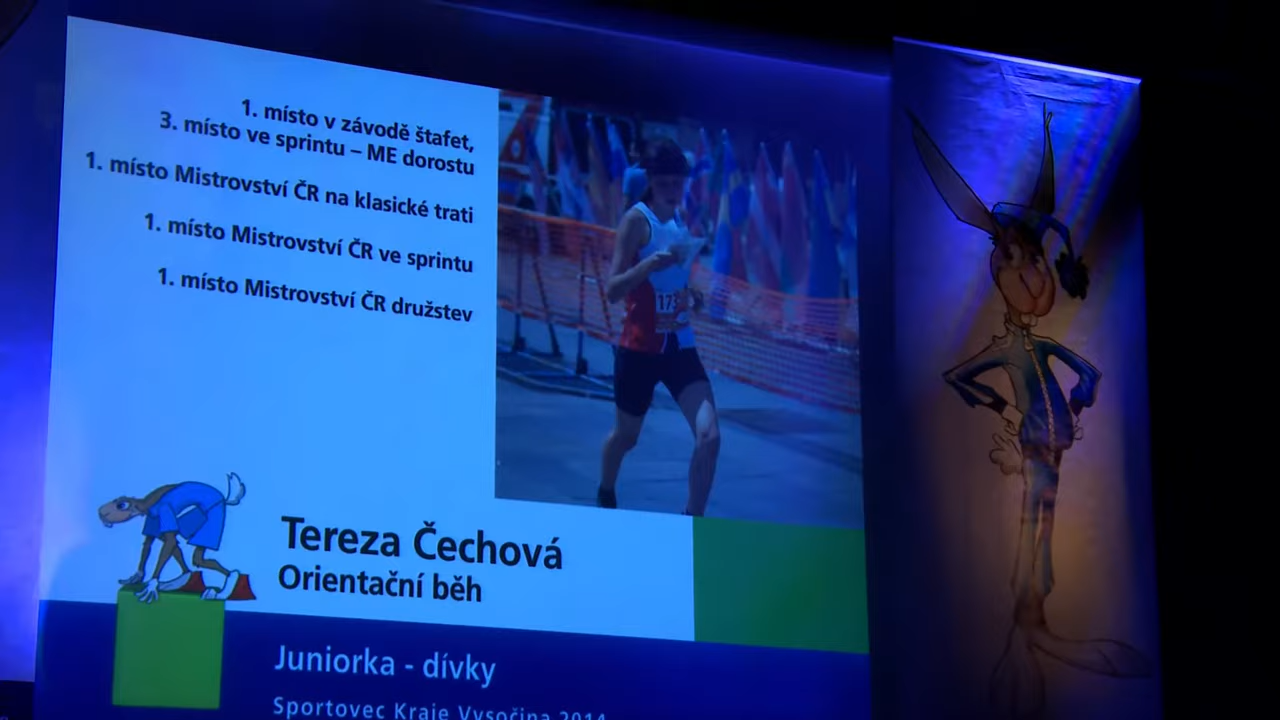 1. místo v závodě štafet,
3. místo ve sprintu – ME dorostu
1. místo Mistrovství ČR na klasické trati
1. místo Mistrovství ČR ve sprintu
1. místo Mistrovství ČR družstev
173
Tereza Čechová
Orientační běh
Juniorka - dívky
Sportovec Kraje Vysočina 2014